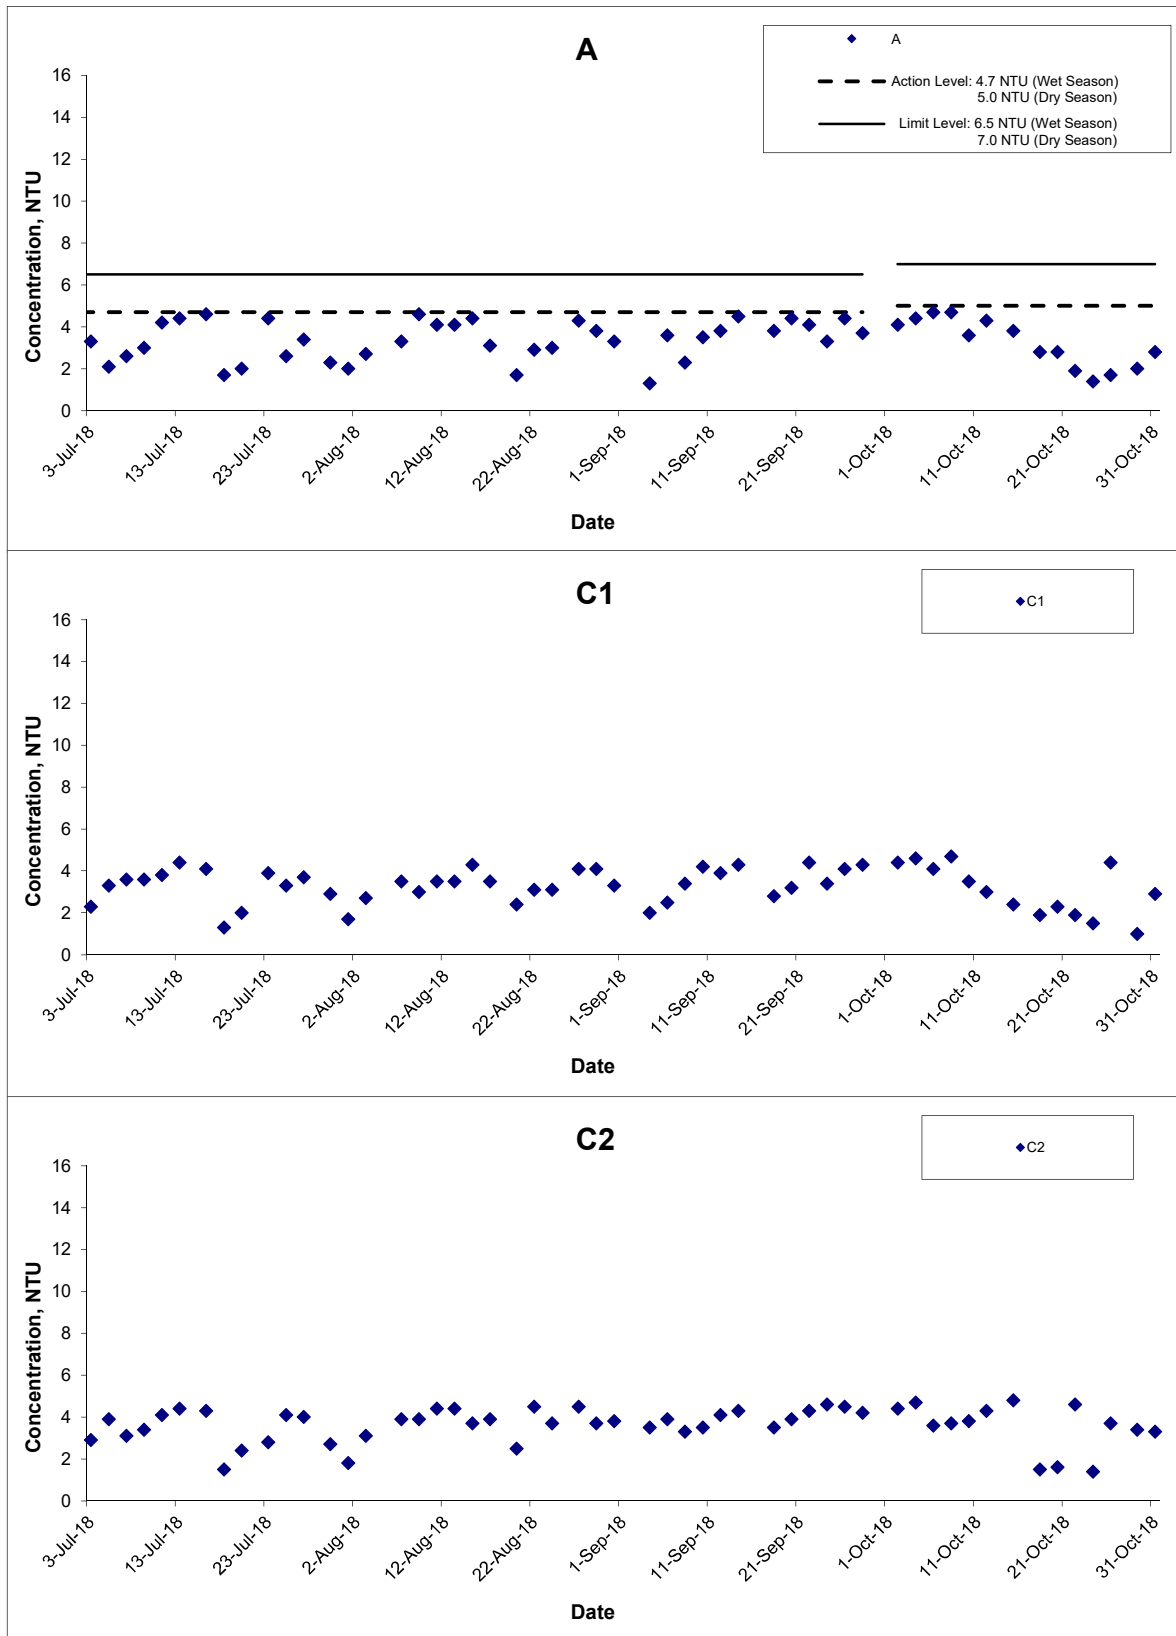 A
A
Action Level: 4.7 NTU (Wet Season)
5.0 NTU (Dry Season)
Limit Level: 6.5 NTU (Wet Season)
7.0 NTU (Dry Season)
Concentration, NTU
16
14
12
10
8
6
4
2
0
3-Jul-18
13-Jul-18
23-Jul-18
2-Aug-18
12-Aug-18
22-Aug-18
1-Sep-18
11-Sep-18
21-Sep-18
1-Oct-18
11-Oct-18
21-Oct-18
31-Oct-18
Date
C1
C1
Concentration, NTU
16
14
12
10
8
6
4
2
0
3-Jul-18
13-Jul-18
23-Jul-18
2-Aug-18
12-Aug-18
22-Aug-18
1-Sep-18
11-Sep-18
21-Sep-18
1-Oct-18
11-Oct-18
21-Oct-18
31-Oct-18
Date
C2
C2
Concentration, NTU
16
14
12
10
8
6
4
2
0
3-Jul-18
13-Jul-18
23-Jul-18
2-Aug-18
12-Aug-18
22-Aug-18
1-Sep-18
11-Sep-18
21-Sep-18
1-Oct-18
11-Oct-18
21-Oct-18
31-Oct-18
Date